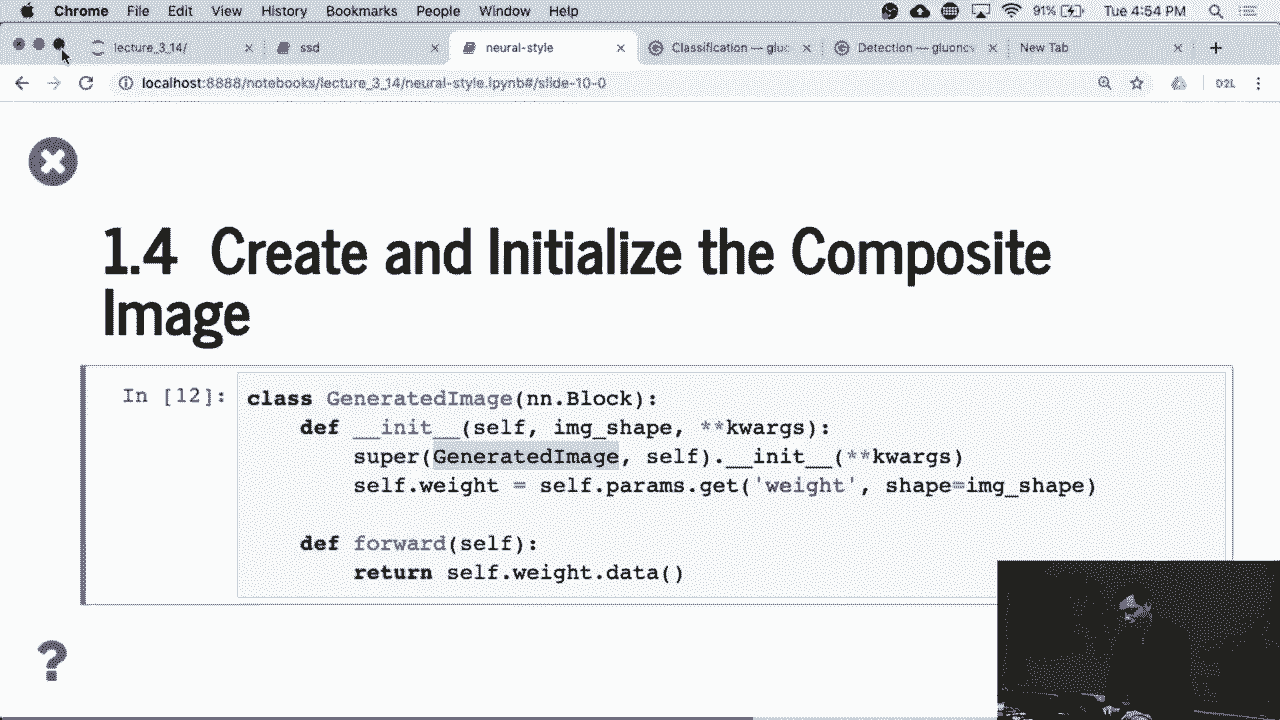 Chrome File Edit View History Bookmarks People Window Help 91% Tue 4:54 PM
lecture_3_14/ ssd neural-style Classification — gluo Detection — gluoncv New Tab
localhost:8888/notebooks/lecture_3_14/neural-style.ipynb#/slide-10-0 D2L
1.4 Create and Initialize the Composite
Image
In [12]: class GeneratedImage(nn.Block):
def __init__(self, img_shape, **kwargs):
super(GeneratedImage, self).__init__(**kwargs)
self.weight = self.params.get('weight', shape=img_shape)
def forward(self):
return self.weight.data()